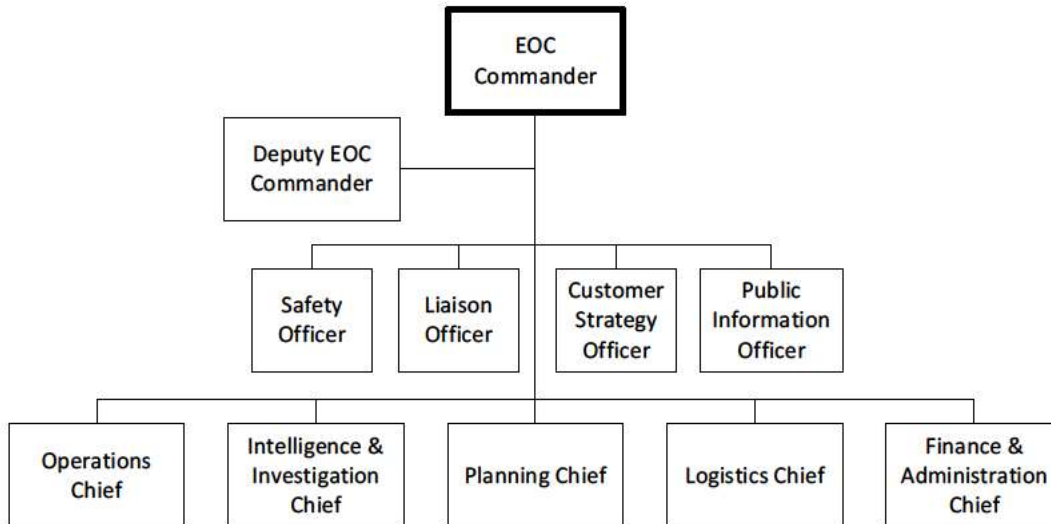 EOC
Commander
Deputy EOC
Commander
Safety
Officer
Liaison
Officer
Customer
Strategy
Officer
Public
Information
Officer
Operations
Chief
Intelligence &
Investigation
Chief
Planning Chief
Logistics Chief
Finance &
Administration
Chief